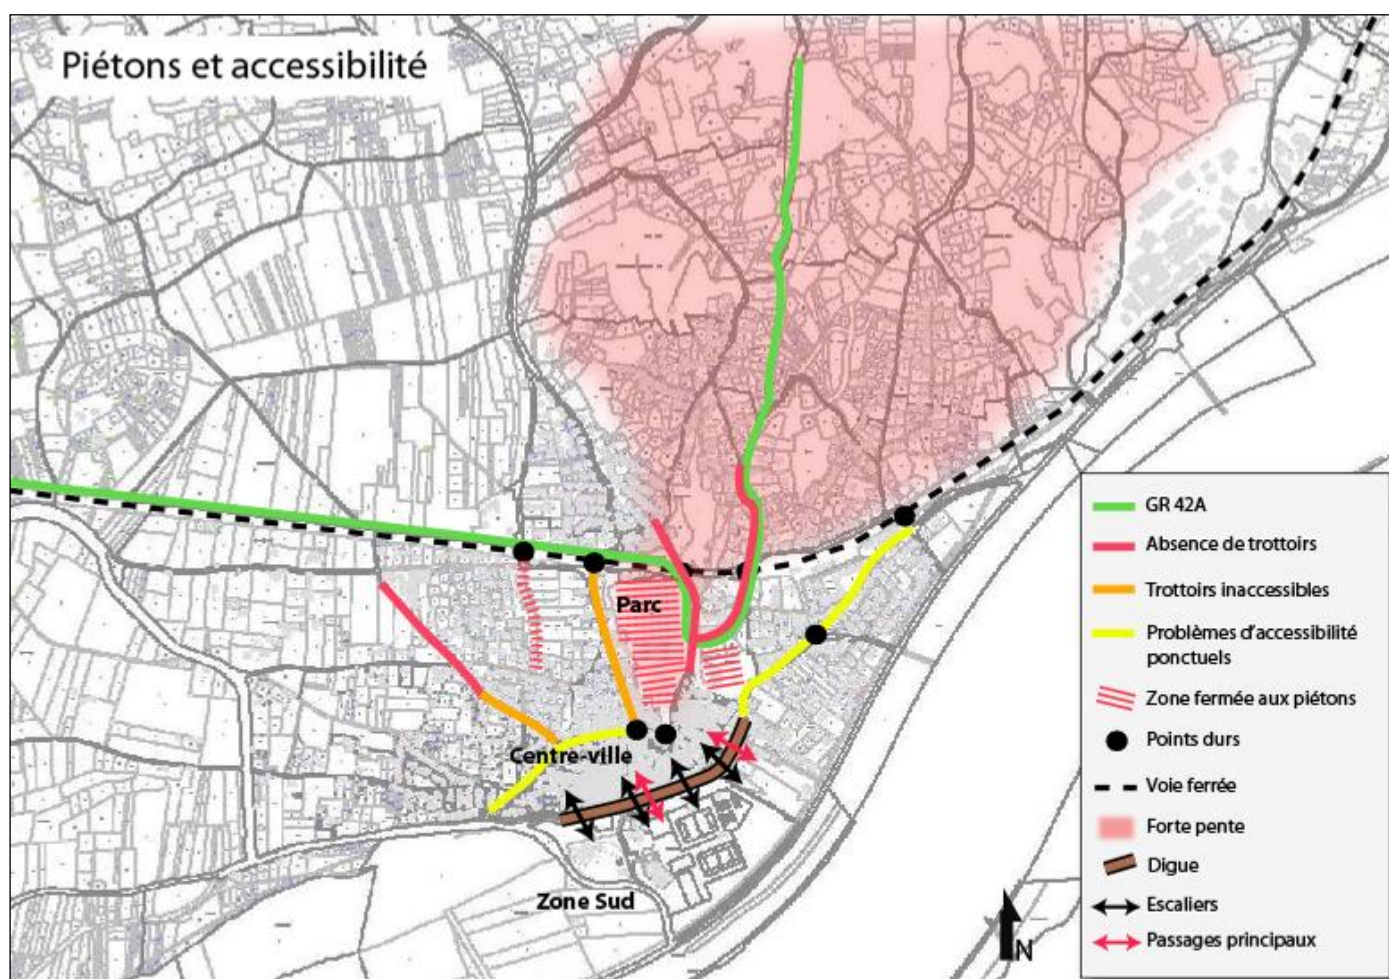 Piétons et accessibilité
Parc
Centre-ville
Zone Sud
N
GR 42A
Absence de trottoirs
Trottoirs inaccessibles
Problèmes d'accessibilité
ponctuels
Zone fermée aux piétons
Points durs
Voie ferrée
Forte pente
Digue
Escaliers
Passages principaux